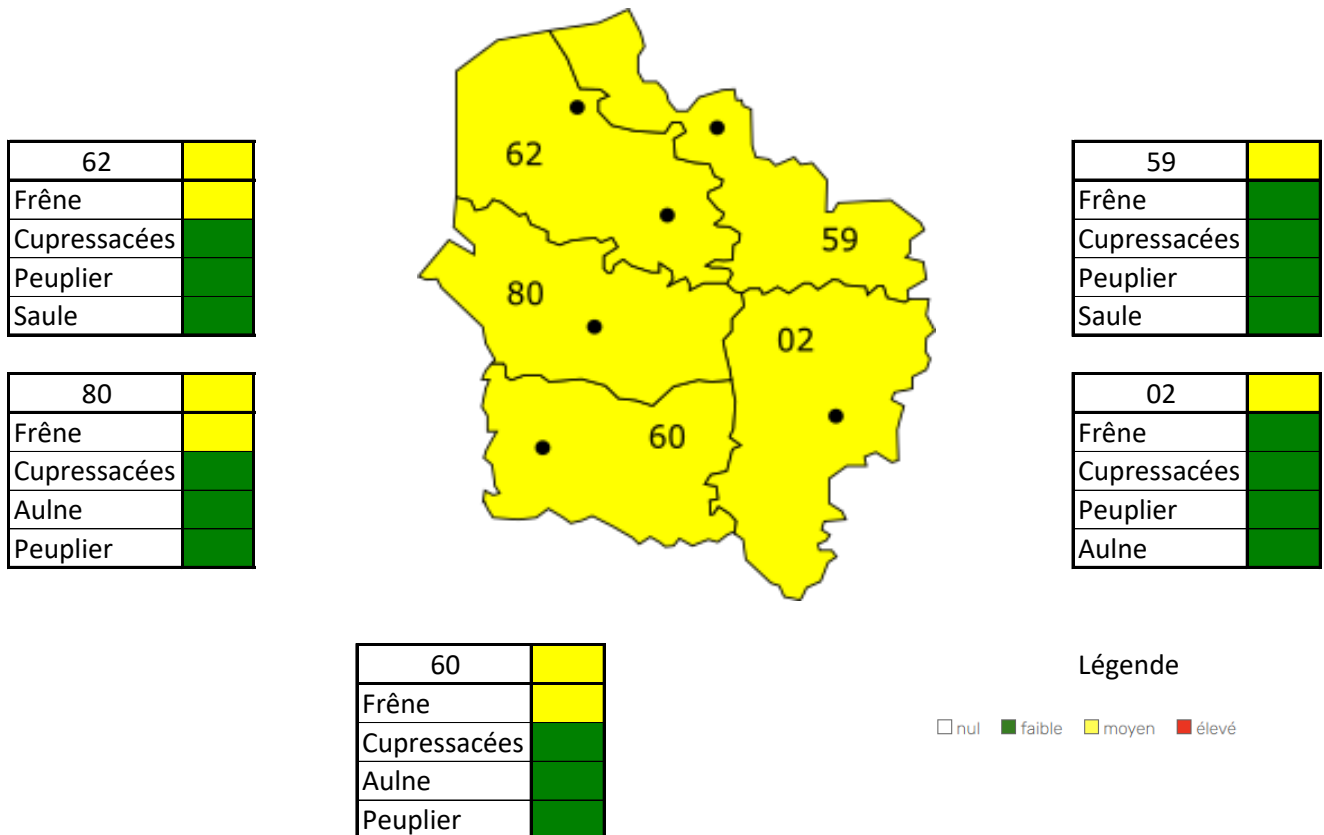 62
Frêne
Cupressacées
Peuplier
Saule
80
Frêne
Cupressacées
Aulne
Peuplier
62
59
80
02
60
59
Frêne
Cupressacées
Peuplier
Saule
02
Frêne
Cupressacées
Peuplier
Aulne
60
Frêne
Cupressacées
Aulne
Peuplier
Légende
nul faible moyen élevé